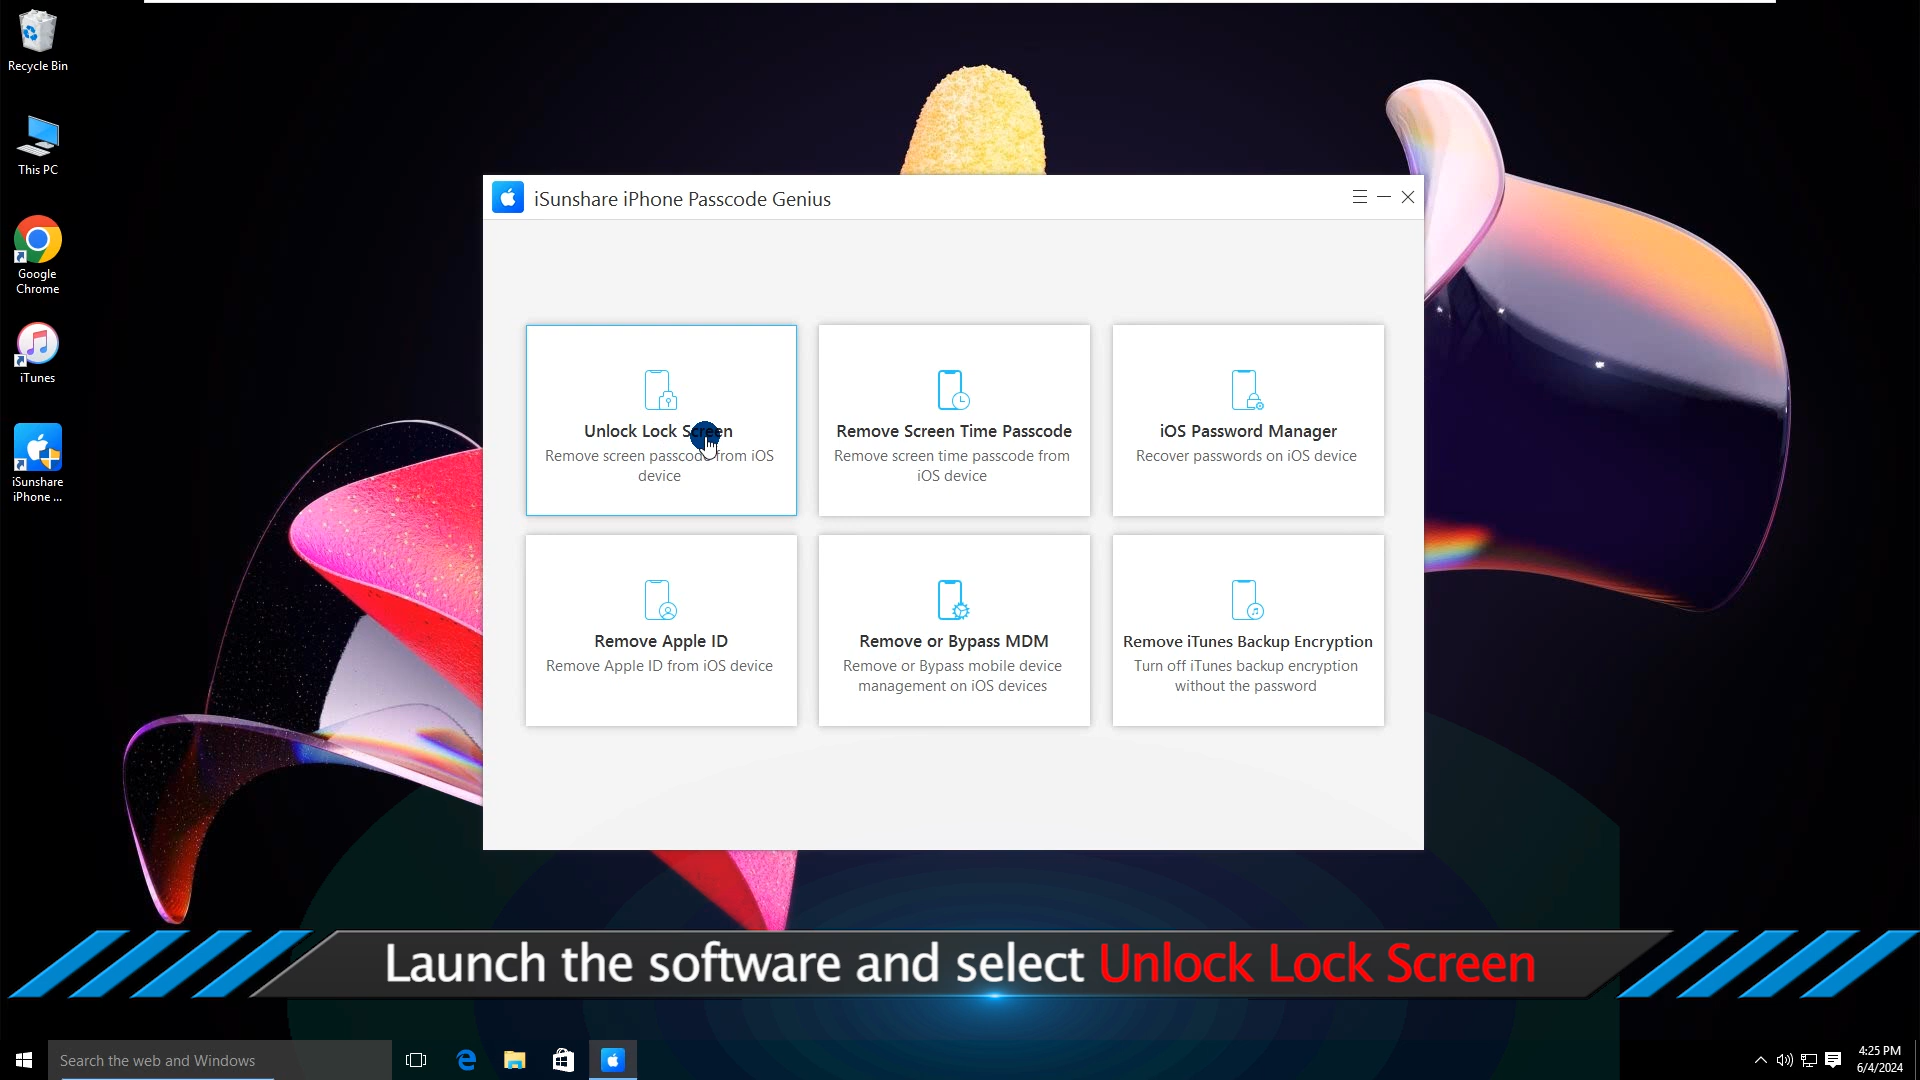 Recycle Bin
This PC
Google
Chrome
iTunes
iSunshare
iPhone ...
iSunshare iPhone Passcode Genius
Unlock Lock Screen
Remove screen passcode from iOS
device
Remove Screen Time Passcode
Remove screen time passcode from
iOS device
iOS Password Manager
Recover passwords on iOS device
Remove Apple ID
Remove Apple ID from iOS device
Remove or Bypass MDM
Remove or Bypass mobile device
management on iOS devices
Remove iTunes Backup Encryption
Turn off iTunes backup encryption
without the password
Launch the software and select Unlock Lock Screen
Search the web and Windows
4:25 PM
6/4/2024